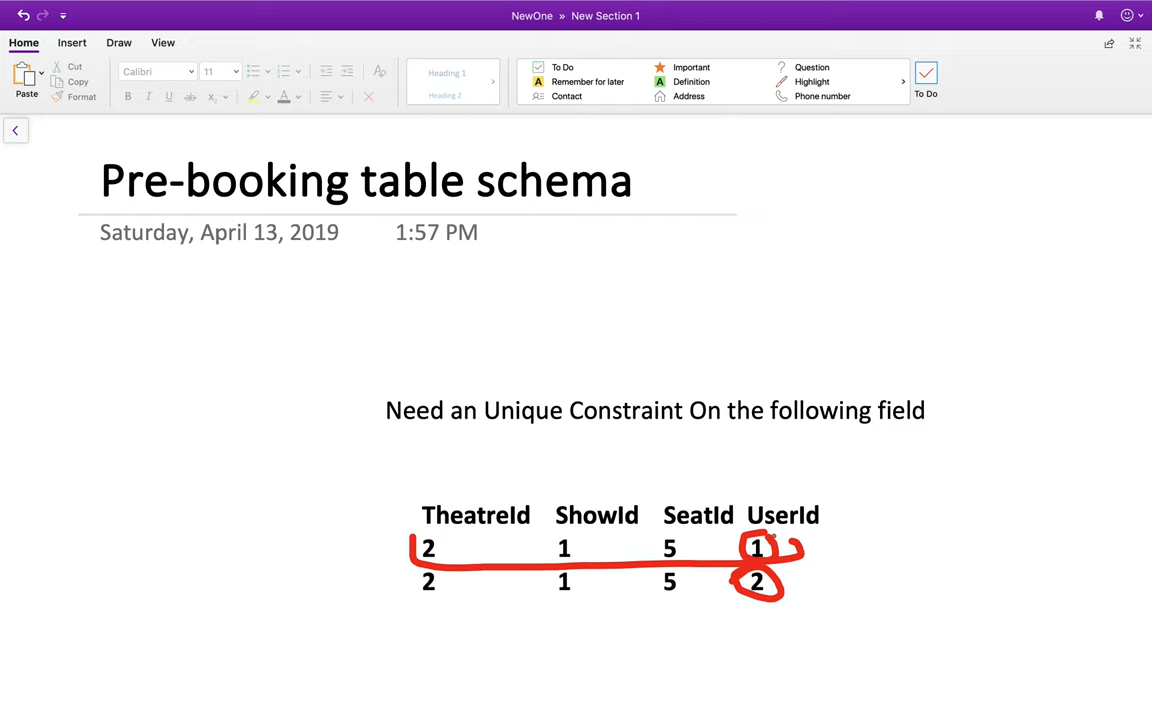 NewOne » New Section 1
Home Insert Draw View
Paste Cut Copy Format
Calibri 11
B I U ab X₂ A
Heading 1
Heading 2
To Do Important Question
A Remember for later A Definition Highlight
Contact Address Phone number
To Do
Pre-booking table schema
Saturday, April 13, 2019 1:57 PM
Need an Unique Constraint On the following field
TheatreId ShowId SeatId UserId
2 1 5 1
2 1 5 2